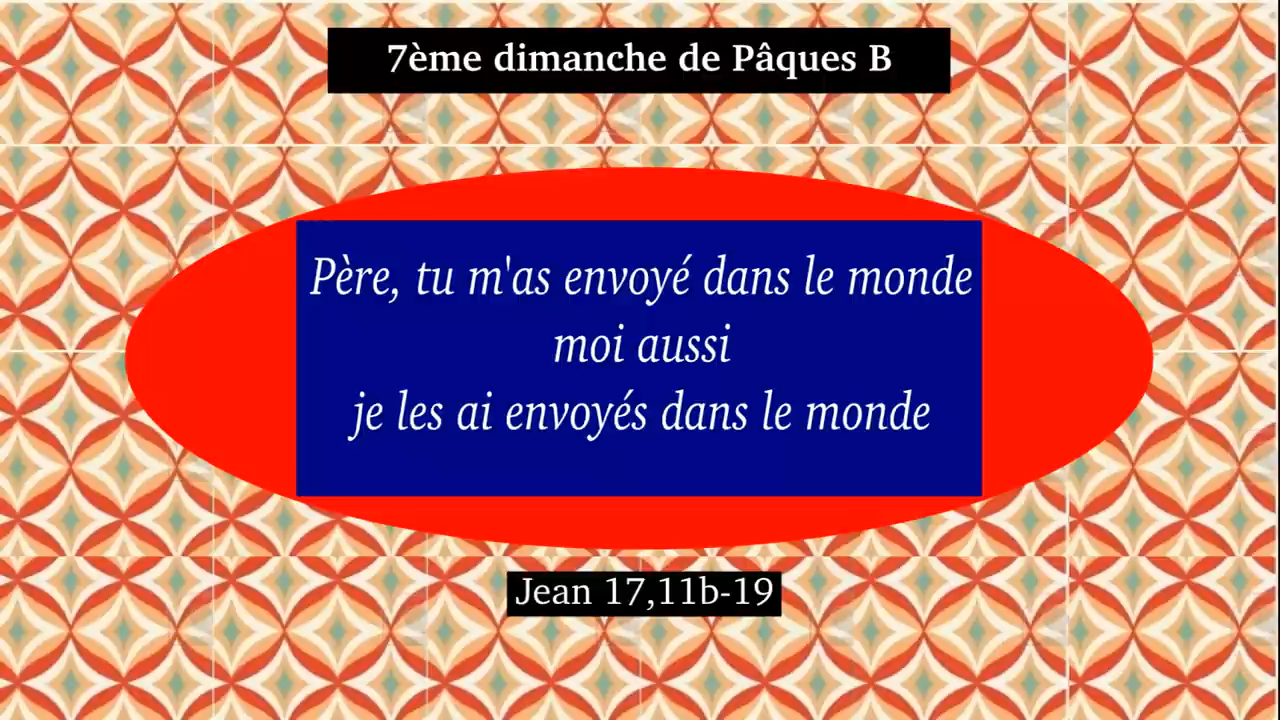 7ème dimanche de Pâques B
Père, tu m'as envoyé dans le monde
moi aussi
je les ai envoyés dans le monde
Jean 17,11b-19